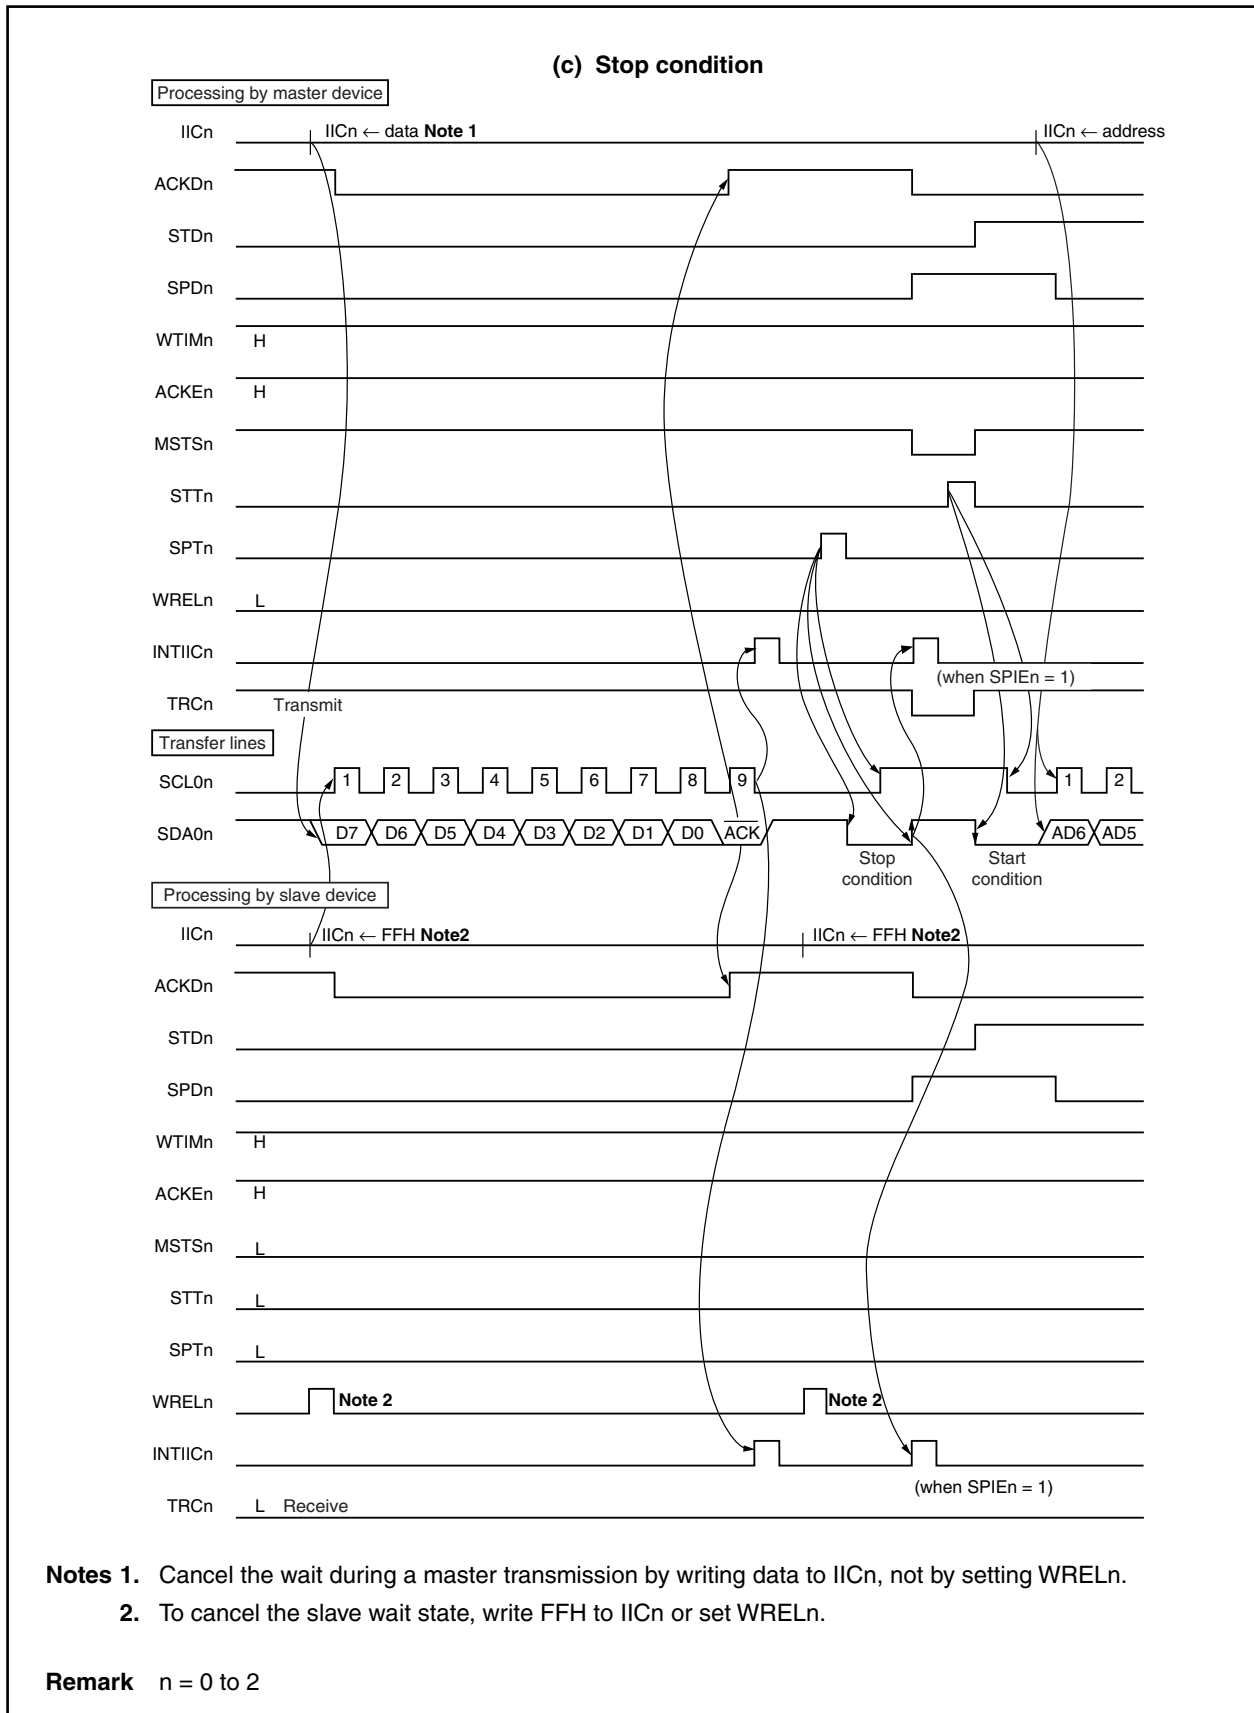 (c) Stop condition
Processing by master device
IICn IICn ← data Note 1 IICn ← address
ACKDn
STDn
SPDn
WTIMn H
ACKEn H
MSTSn
STTn
SPTn
WRELn L
INTIICn
(when SPIEn = 1)
TRCn Transmit
Transfer lines
SCL0n 1 2 3 4 5 6 7 8 9 1 2
SDA0n D7 D6 D5 D4 D3 D2 D1 D0 ACK AD6 AD5
Stop condition Start condition
Processing by slave device
IICn IICn ← FFH Note2 IICn ← FFH Note2
ACKDn
STDn
SPDn
WTIMn H
ACKEn H
MSTSn L
STTn L
SPTn L
WRELn Note 2 Note 2
INTIICn
(when SPIEn = 1)
TRCn L Receive
Notes 1. Cancel the wait during a master transmission by writing data to IICn, not by setting WRELn.
2. To cancel the slave wait state, write FFH to IICn or set WRELn.
Remark n = 0 to 2